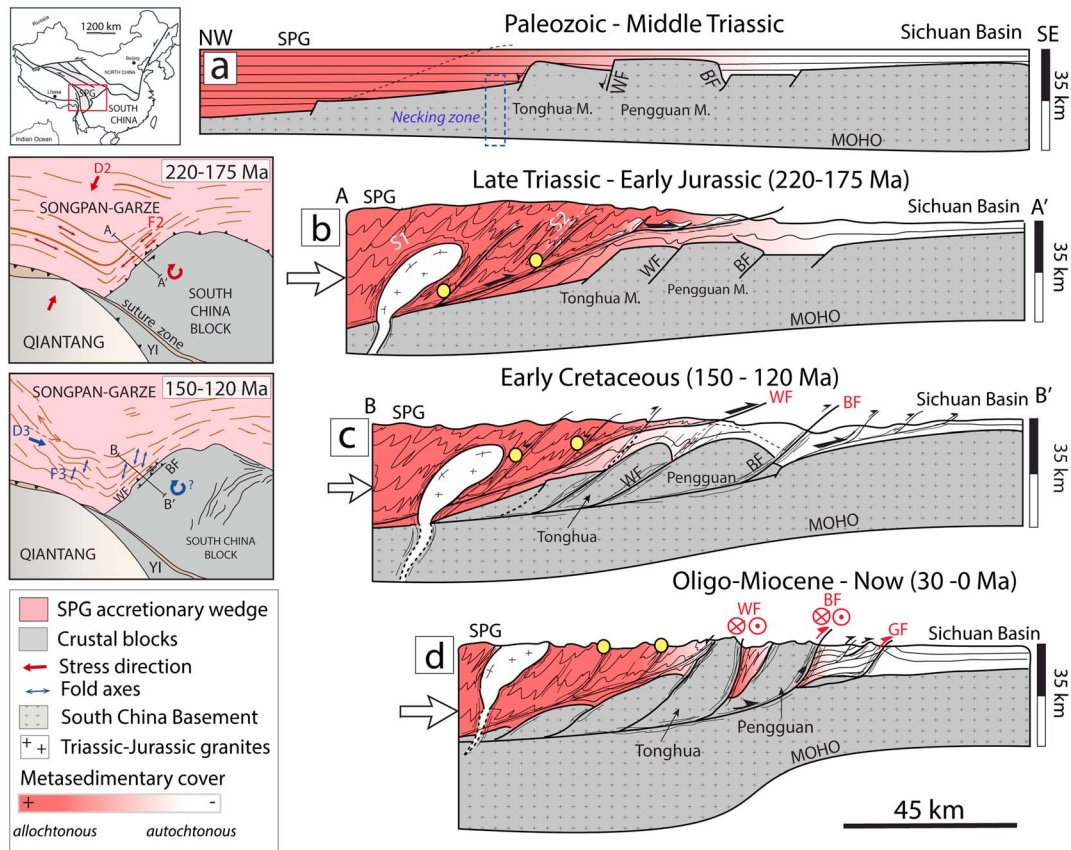 Russia
1200 km
Beijing
NORTH CHINA
Lhasa
SPG
SOUTH
CHINA
Indian Ocean
Paleozoic - Middle Triassic
NW
SPG
Sichuan Basin
SE
a
WF
BF
Tonghua M.
Pengguan M.
Necking zone
MOHO
35 km
220-175 Ma
D2
SONGPAN-GARZE
F2
A
A'
SOUTH
CHINA
BLOCK
suture zone
QIANTANG
YI
Late Triassic - Early Jurassic (220-175 Ma)
A
SPG
Sichuan Basin
A’
b
S1
S2
WF
BF
Tonghua M.
Pengguan M.
MOHO
35 km
150-120 Ma
SONGPAN-GARZE
D3
F3
B
BF
WF
B'
?
SOUTH CHINA
BLOCK
QIANTANG
YI
Early Cretaceous (150 - 120 Ma)
B
SPG
WF
BF
Sichuan Basin
B’
c
WF
Pengguan
BF
Tonghua
MOHO
35 km
Oligo-Miocene - Now (30 -0 Ma)
SPG
WF
BF
GF
Sichuan Basin
d
Pengguan
Tonghua
MOHO
35 km
45 km
SPG accretionary wedge
Crustal blocks
Stress direction
Fold axes
South China Basement
Triassic-Jurassic granites
Metasedimentary cover
+ -
allochtonous autochtonous